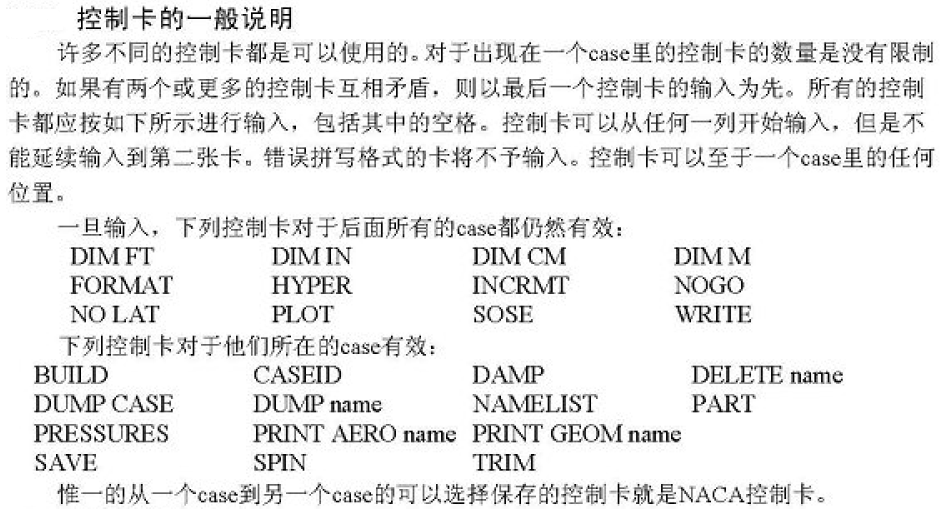 控制卡的一般说明
许多不同的控制卡都是可以使用的。对于出现在一个case里的控制卡的数量是没有限制
的。如果有两个或更多的控制卡互相矛盾，则以最后一个控制卡的输入为先。所有的控制
卡都应按如下所示进行输入，包括其中的空格。控制卡可以从任何一列开始输入，但是不
能延续输入到第二张卡。错误拼写格式的卡将不予输入。控制卡可以至于一个case里的任何
位置。
一旦输入，下列控制卡对于后面所有的case都仍然有效：
DIM FT DIM IN DIM CM DIM M
FORMAT HYPER INCRMT NOGO
NO LAT PLOT SOSE WRITE
下列控制卡对于他们所在的case有效：
BUILD CASEID DAMP DELETE name
DUMP CASE DUMP name NAMELIST PART
PRESSURES PRINT AERO name PRINT GEOM name
SAVE SPIN TRIM
惟一的从一个case到另一个case的可以选择保存的控制卡就是NACA控制卡。